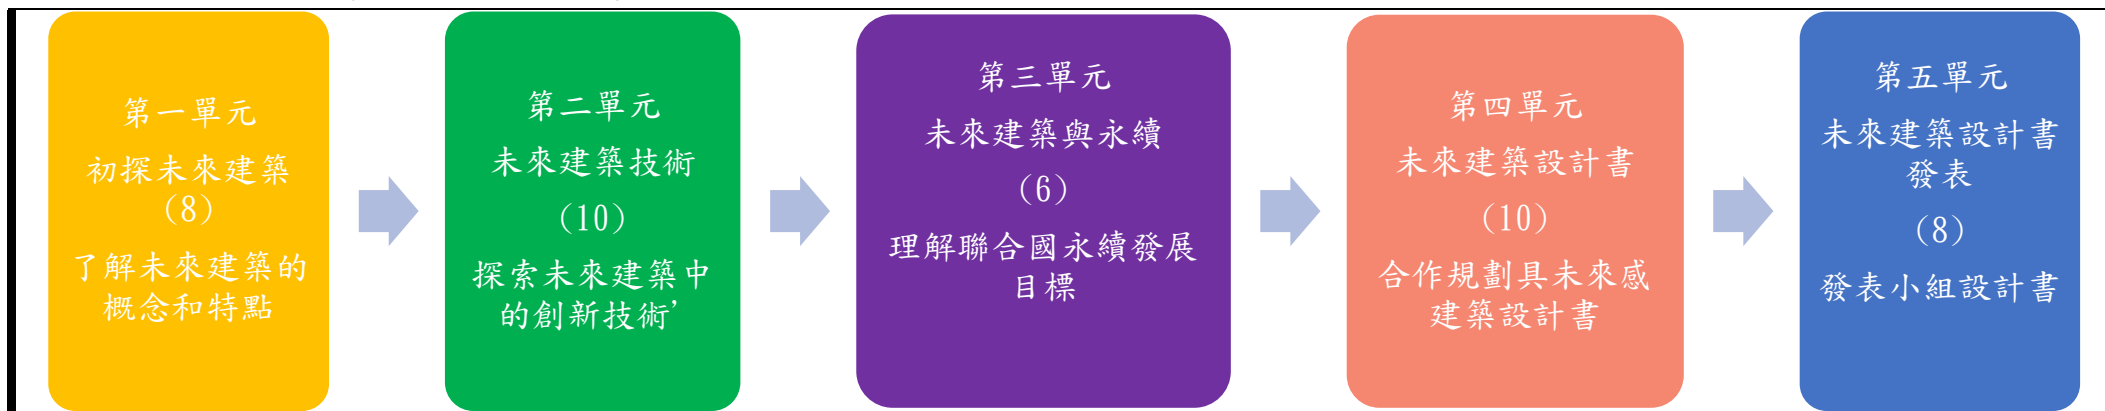 第一單元
初探未來建築
(8)
了解未來建築的
概念和特點
第二單元
未來建築技術
(10)
探索未來建築中
的創新技術’
第三單元
未來建築與永續
(6)
理解聯合國永續發展
目標
第四單元
未來建築設計書
(10)
合作規劃具未來感
建築設計書
第五單元
未來建築設計書
發表
(8)
發表小組設計書